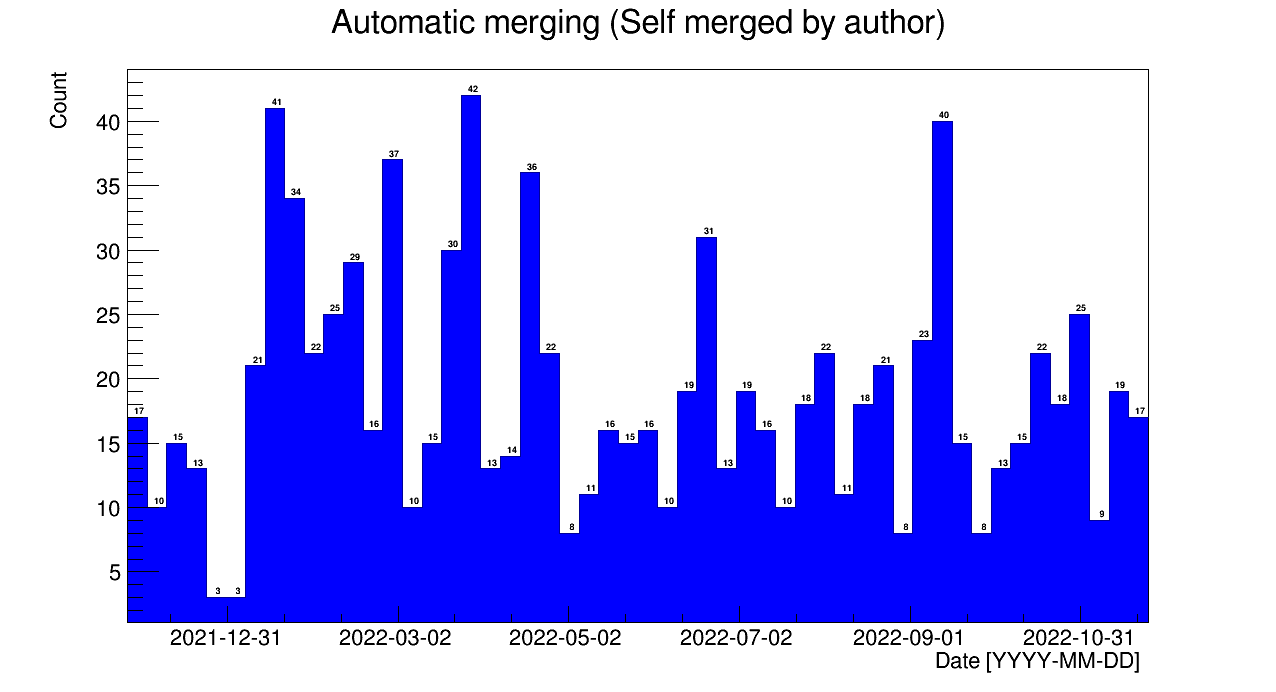 Automatic merging (Self merged by author)
Count
40
35
30
25
20
15
10
5
17 10 15 13 3 3 21 41 34 22 25 29 16 37 10 15 30 42 13 14 36 22 8 11 16 15 16 10 19 31 13 19 16 10 18 22 11 18 21 8 23 40 15 8 13 15 22 18 25 9 19 17
2021-12-31 2022-03-02 2022-05-02 2022-07-02 2022-09-01 2022-10-31
Date [YYYY-MM-DD]